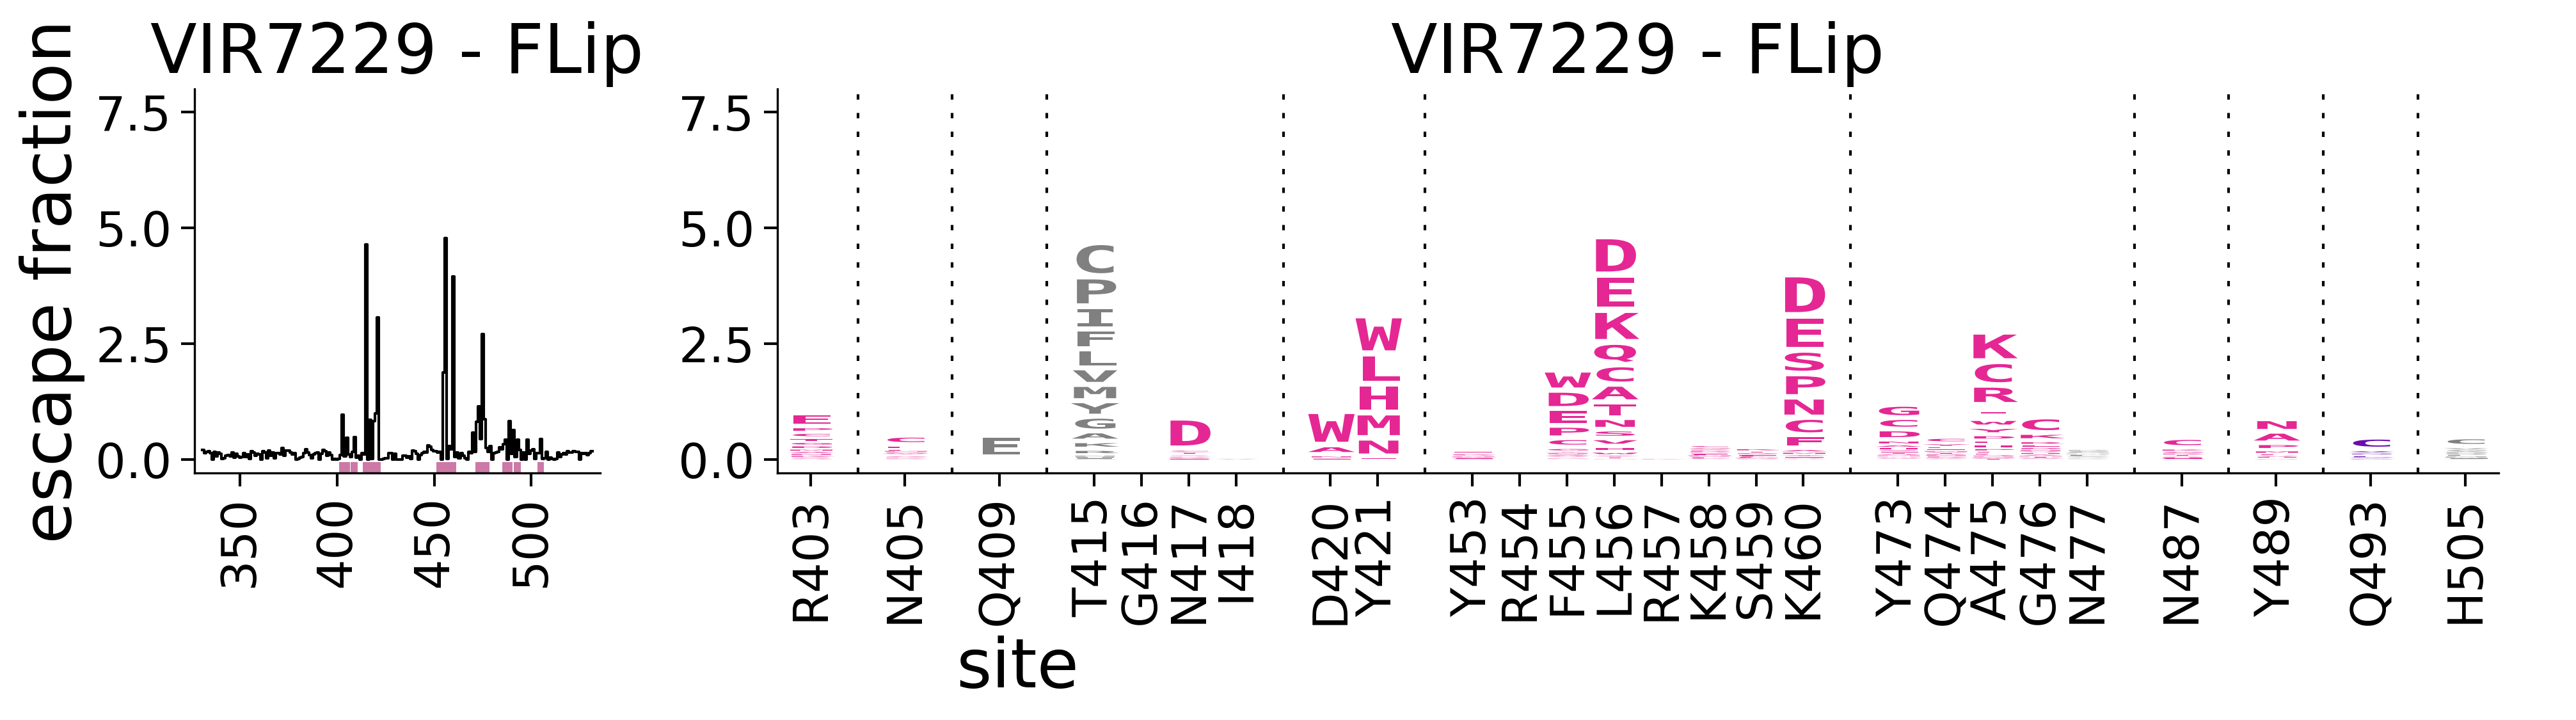 VIR7229 - FLip
VIR7229 - FLip
escape fraction
7.5
5.0
2.5
0.0
350
400
450
500
7.5
5.0
2.5
0.0
E
C
E
C
P
I
F
L
V
M
Y
G
A
K
D
W
A
W
L
H
M
N
W
D
E
P
C
D
E
K
Q
C
A
T
N
S
V
D
E
S
P
N
C
F
G
C
D
K
C
R
I
W
C
K
C
N
A
C
C
R403
N405
Q409
T415
G416
N417
I418
D420
Y421
Y453
R454
F455
L456
R457
K458
S459
K460
Y473
Q474
A475
G476
N477
N487
Y489
Q493
H505
site